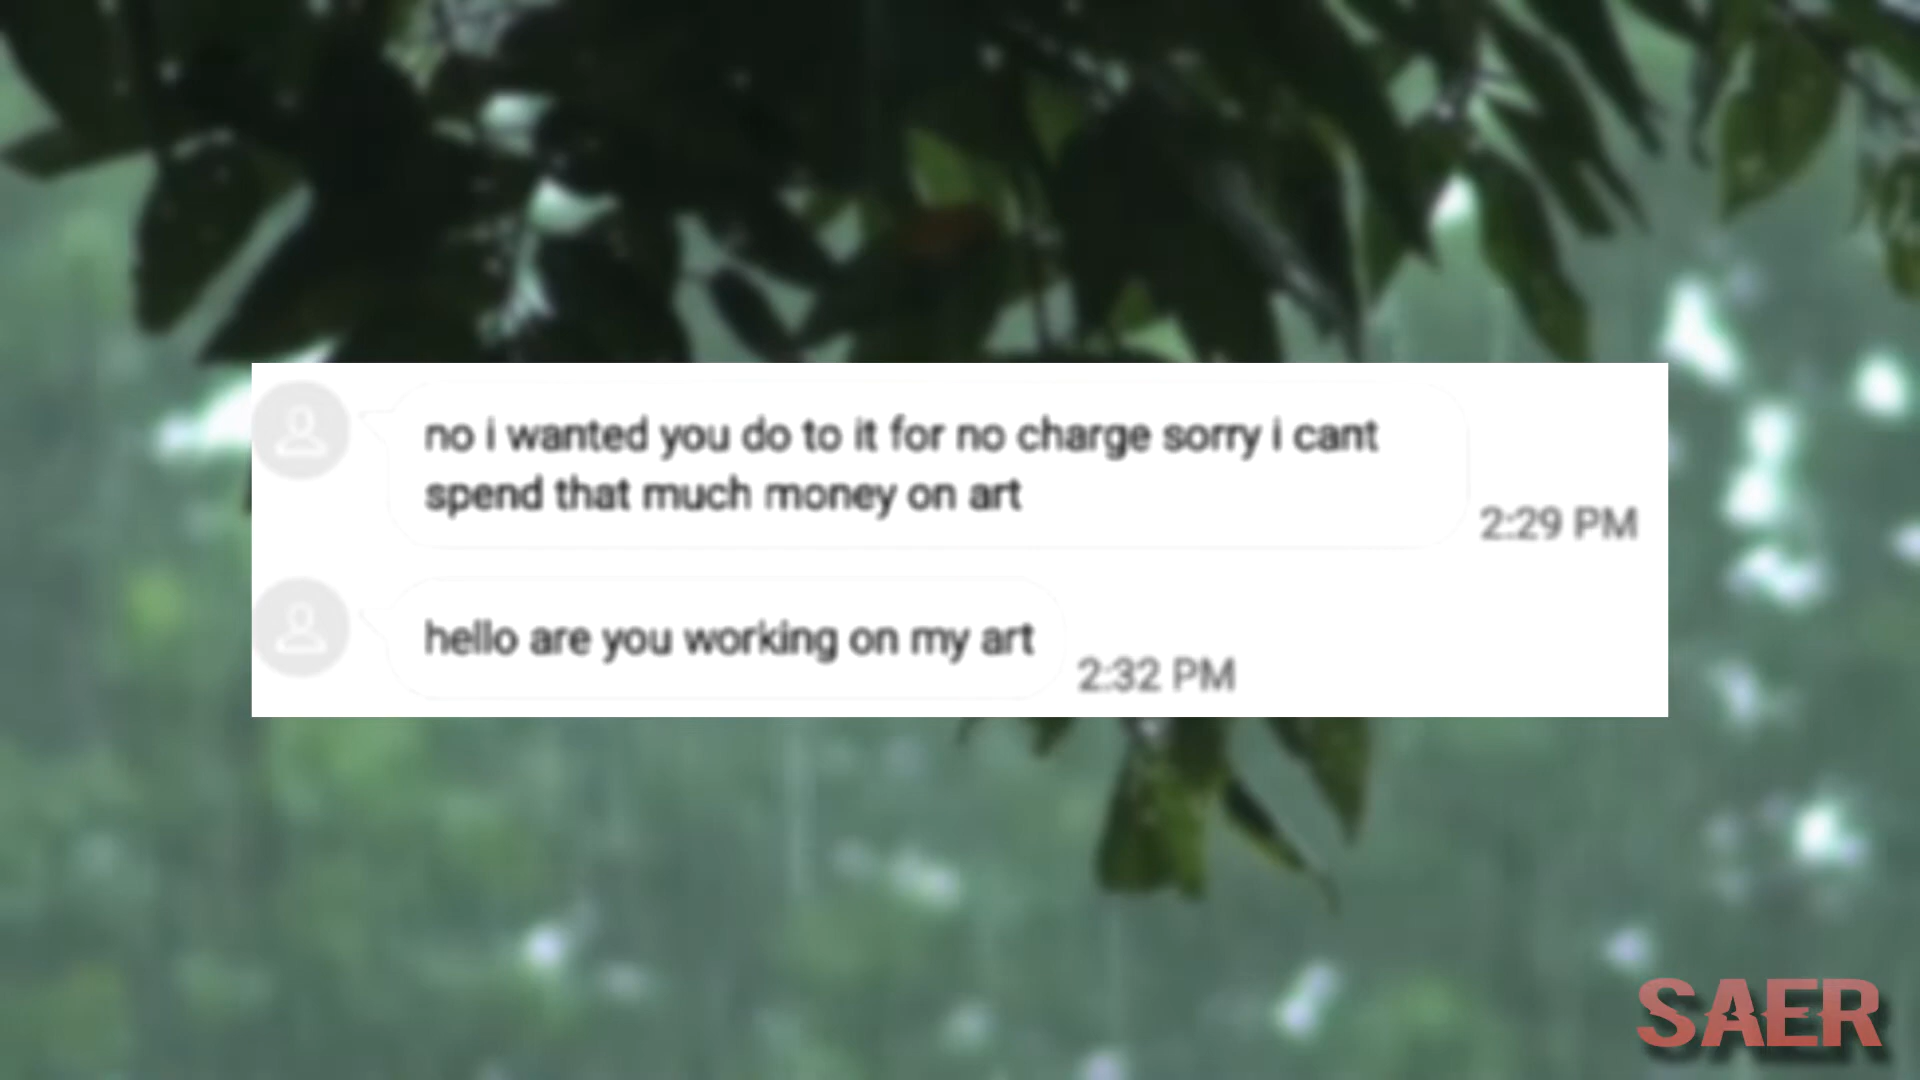 no i wanted you do to it for no charge sorry i cant
spend that much money on art
2:29 PM
hello are you working on my art
2:32 PM
SAER